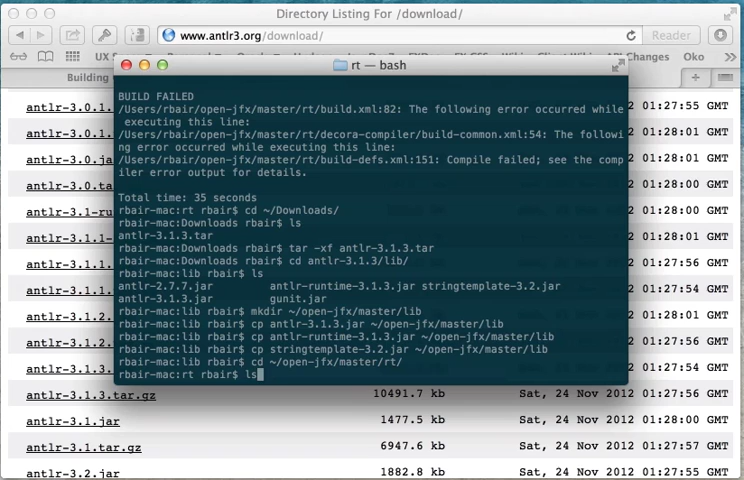 Directory Listing For /download/
www.antlr3.org/download/
Reader
UX
API Changes
Oko
Building
rt — bash
BUILD FAILED
/Users/rbair/open-jfx/master/rt/build.xml:82: The following error occurred while
executing this line:
/Users/rbair/open-jfx/master/rt/decora-compiler/build-common.xml:54: The followi
ng error occurred while executing this line:
/Users/rbair/open-jfx/master/rt/build-defs.xml:151: Compile failed; see the comp
iler error output for details.
Total time: 35 seconds
rbair-mac:rt rbair$ cd ~/Downloads/
rbair-mac:Downloads rbair$ ls
antlr-3.1.3.tar
rbair-mac:Downloads rbair$ tar -xf antlr-3.1.3.tar
rbair-mac:Downloads rbair$ cd antlr-3.1.3/lib/
rbair-mac:lib rbair$ ls
antlr-2.7.7.jar antlr-runtime-3.1.3.jar stringtemplate-3.2.jar
antlr-3.1.3.jar gunit.jar
rbair-mac:lib rbair$ mkdir ~/open-jfx/master/lib
rbair-mac:lib rbair$ cp antlr-3.1.3.jar ~/open-jfx/master/lib
rbair-mac:lib rbair$ cp antlr-runtime-3.1.3.jar ~/open-jfx/master/lib
rbair-mac:lib rbair$ cp stringtemplate-3.2.jar ~/open-jfx/master/lib
rbair-mac:lib rbair$ cd ~/open-jfx/master/rt/
rbair-mac:rt rbair$ ls
antlr-3.0.1. 2 01:27:55 GMT
antlr-3.0.1. 2 01:28:01 GMT
antlr-3.0.ja 2 01:27:55 GMT
antlr-3.0.ta 2 01:28:00 GMT
antlr-3.1-ru 2 01:28:00 GMT
antlr-3.1.1- 2 01:28:01 GMT
antlr-3.1.1. 2 01:27:56 GMT
antlr-3.1.1. 2 01:27:56 GMT
antlr-3.1. 2 01:28:01 GMT
antlr-3.1. 2 01:27:56 GMT
antlr-3.1. 2 01:27:56 GMT
antlr-3.1.3.tar.gz 10491.7 kb Sat, 24 Nov 2012 01:27:56 GMT
antlr-3.1.jar 1477.5 kb Sat, 24 Nov 2012 01:28:00 GMT
antlr-3.1.tar.gz 6947.6 kb Sat, 24 Nov 2012 01:27:57 GMT
antlr-3.2.jar 1882.8 kb Sat, 24 Nov 2012 01:27:55 GMT